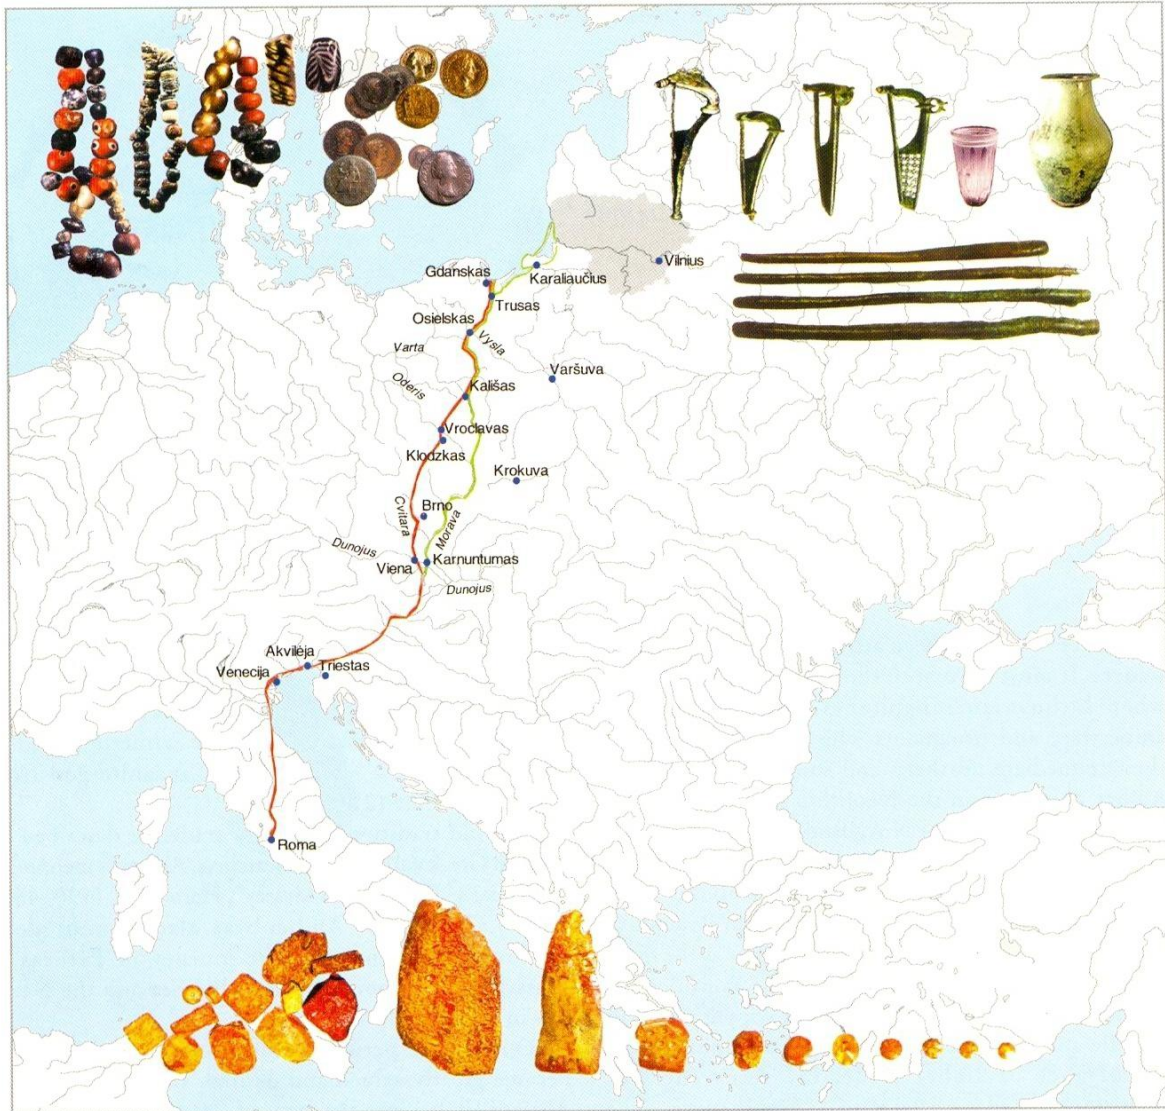 Vilnius
Gdanskas
Karaliaučius
Trusas
Osielskas
Vysla
Varta
Varšuva
Oderis
Kališas
Vroclavas
Klodzkas
Krokuva
Cvitara
Brno
Morava
Dunojus
Viena
Karnuntumas
Dunojus
Akvilėja
Triestas
Venecija
Roma